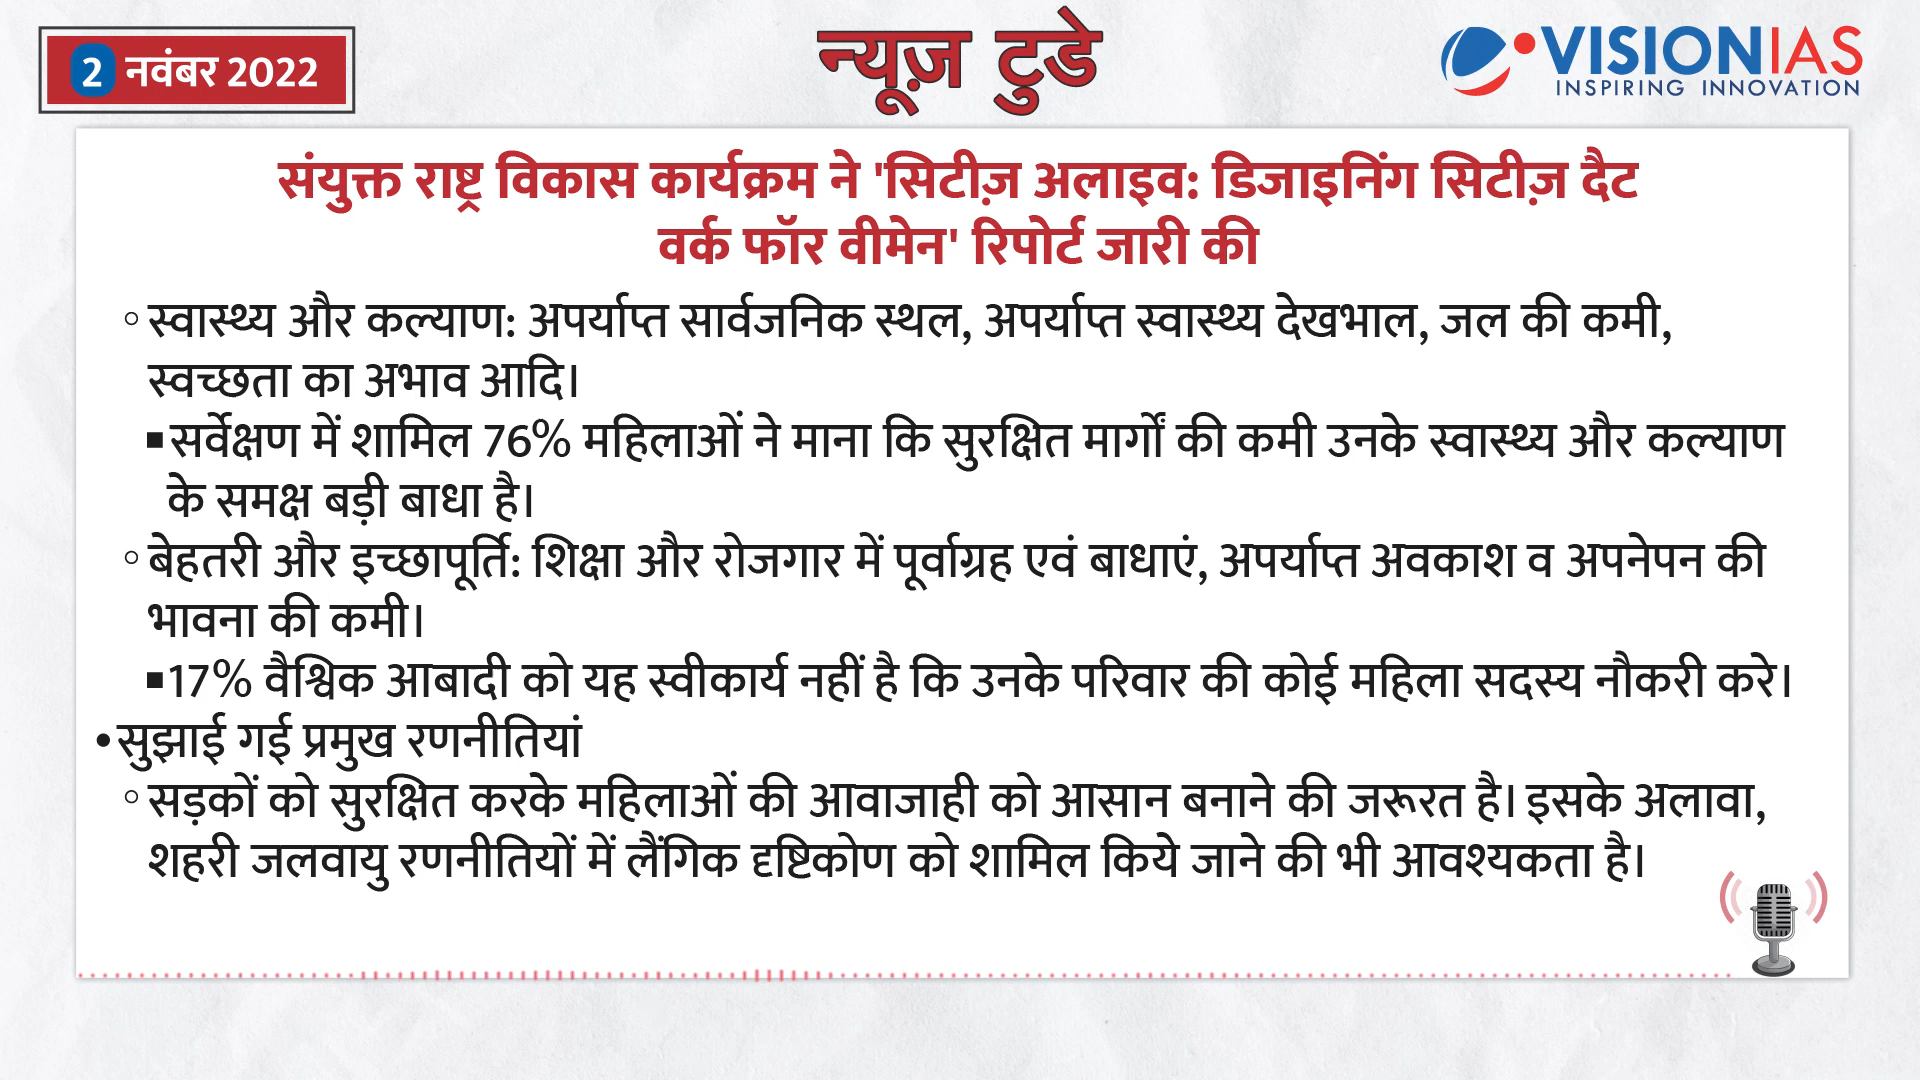 2 नवंबर 2022
न्यूज़ टुडे
VISIONIAS
INSPIRING INNOVATION
संयुक्त राष्ट्र विकास कार्यक्रम ने 'सिटीज़ अलाइव: डिजाइनिंग सिटीज़ दैट
वर्क फॉर वीमेन' रिपोर्ट जारी की
◦ स्वास्थ्य और कल्याण: अपर्याप्त सार्वजनिक स्थल, अपर्याप्त स्वास्थ्य देखभाल, जल की कमी,
स्वच्छता का अभाव आदि।
▪ सर्वेक्षण में शामिल 76% महिलाओं ने माना कि सुरक्षित मार्गों की कमी उनके स्वास्थ्य और कल्याण
के समक्ष बड़ी बाधा है।
◦ बेहतरी और इच्छापूर्ति: शिक्षा और रोजगार में पूर्वाग्रह एवं बाधाएं, अपर्याप्त अवकाश व अपनेपन की
भावना की कमी।
▪ 17% वैश्विक आबादी को यह स्वीकार्य नहीं है कि उनके परिवार की कोई महिला सदस्य नौकरी करे।
• सुझाई गई प्रमुख रणनीतियां
◦ सड़कों को सुरक्षित करके महिलाओं की आवाजाही को आसान बनाने की जरूरत है। इसके अलावा,
शहरी जलवायु रणनीतियों में लैंगिक दृष्टिकोण को शामिल किये जाने की भी आवश्यकता है।